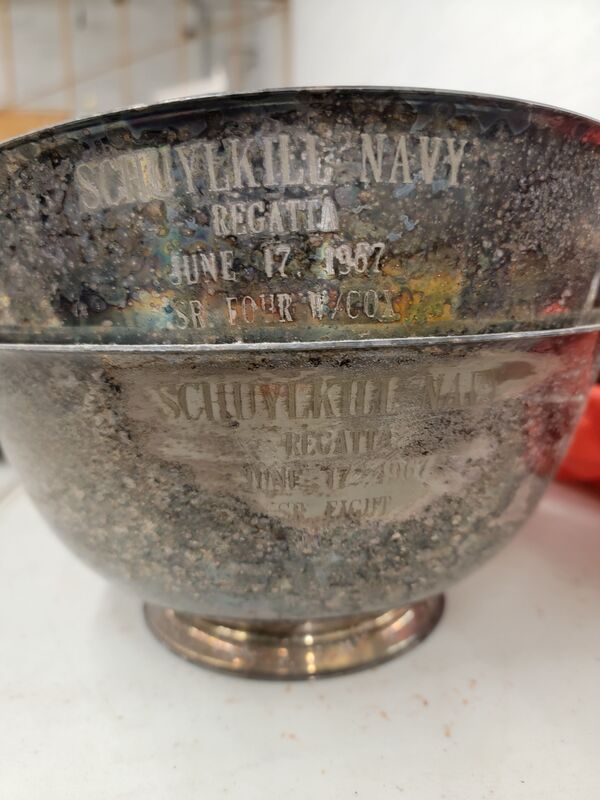 SCHUYLKILL NAVY
REGATTA
JUNE 17, 1967
SR FOUR W/COX
SCHUYLKILL NAVY
REGATTA
JUNE 17, 1967
SR EIGHT